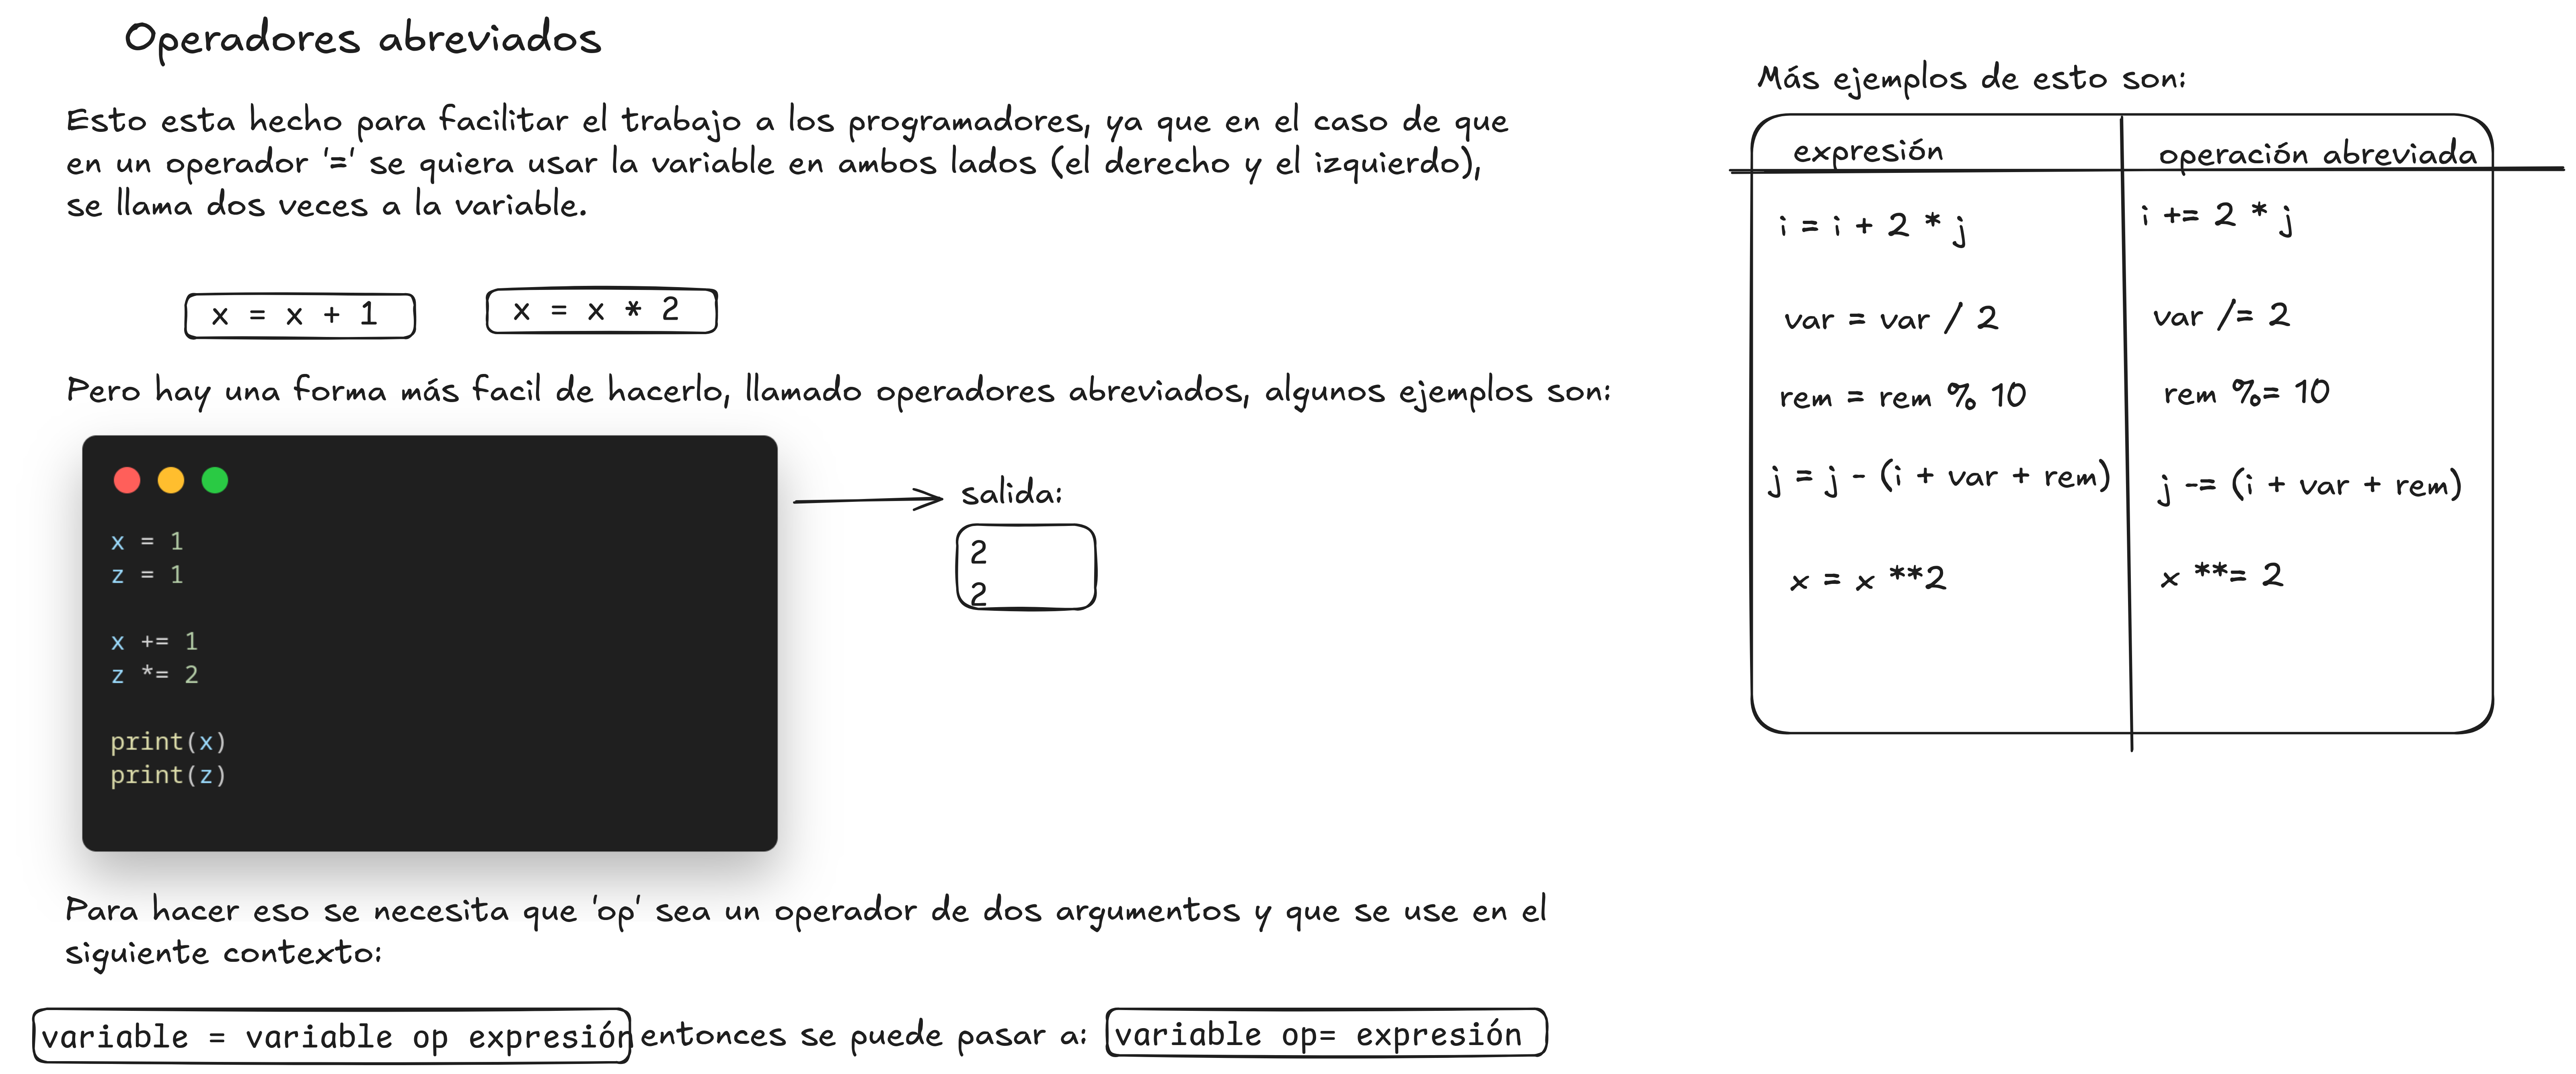 Operadores abreviados
Esto esta hecho para facilitar el trabajo a los programadores, ya que en el caso de que
en un operador '=' se quiera usar la variable en ambos lados (el derecho y el izquierdo),
se llama dos veces a la variable.
x = x + 1
x = x * 2
Pero hay una forma más facil de hacerlo, llamado operadores abreviados, algunos ejemplos son:
x = 1
z = 1
x += 1
z *= 2
print(x)
print(z)
salida:
2
2
Para hacer eso se necesita que 'op' sea un operador de dos argumentos y que se use en el
siguiente contexto:
variable = variable op expresión entonces se puede pasar a: variable op= expresión
Más ejemplos de esto son:
expresión operación abreviada
i = i + 2 * j i += 2 * j
var = var / 2 var /= 2
rem = rem % 10 rem %= 10
j = j - (i + var + rem) j -= (i + var + rem)
x = x **2 x **= 2